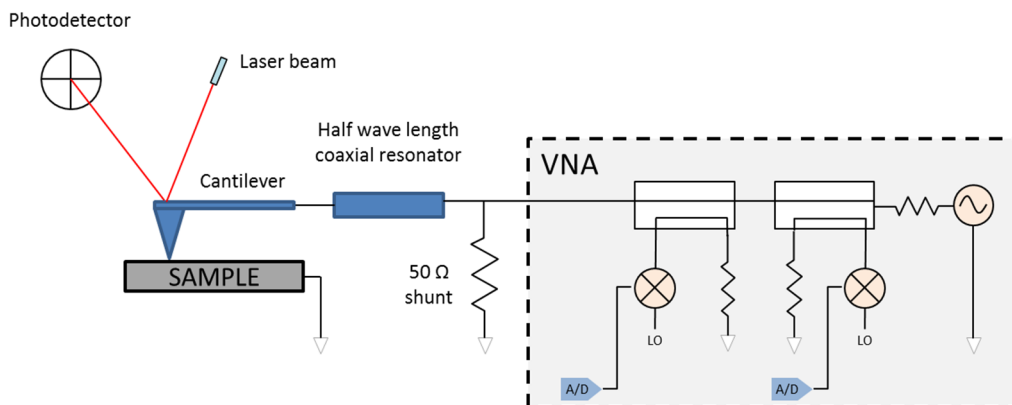 Photodetector
Laser beam
Half wave length
coaxial resonator
Cantilever
VNA
SAMPLE
50 Ω
shunt
LO
LO
A/D
A/D